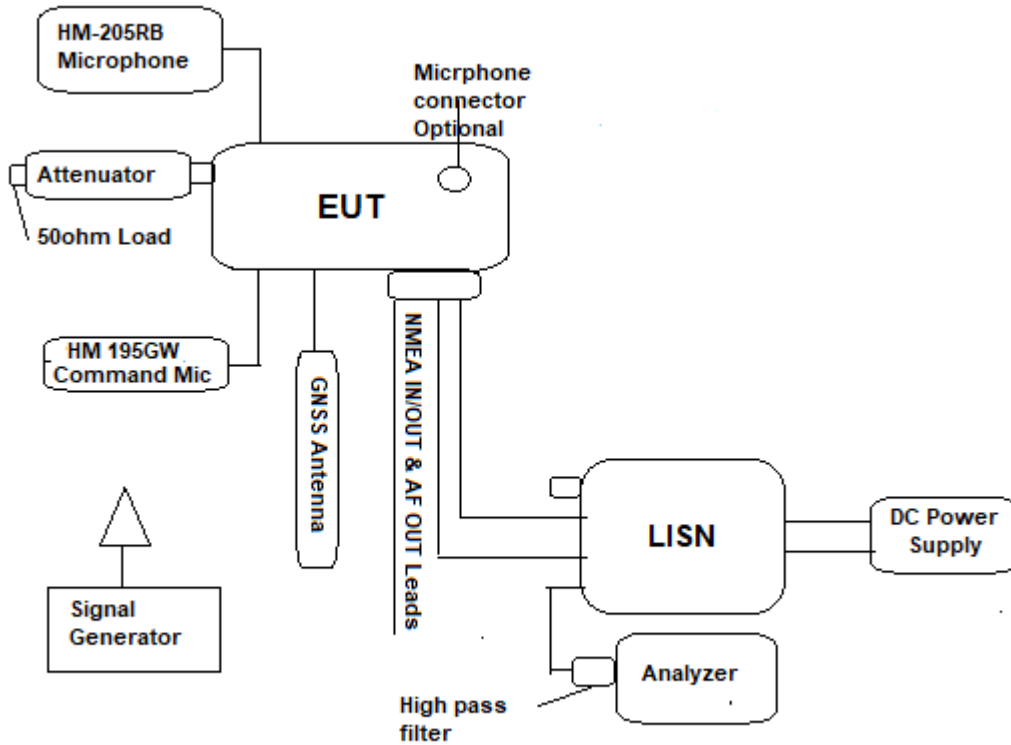 HM-205RB
Microphone
Micrphone
connector
Optional
Attenuator
EUT
50ohm Load
HM 195GW
Command Mic
GNSS Antenna
NMEA IN/OUT & AF OUT Leads
LISN
DC Power
Supply
Signal
Generator
Analyzer
High pass
filter